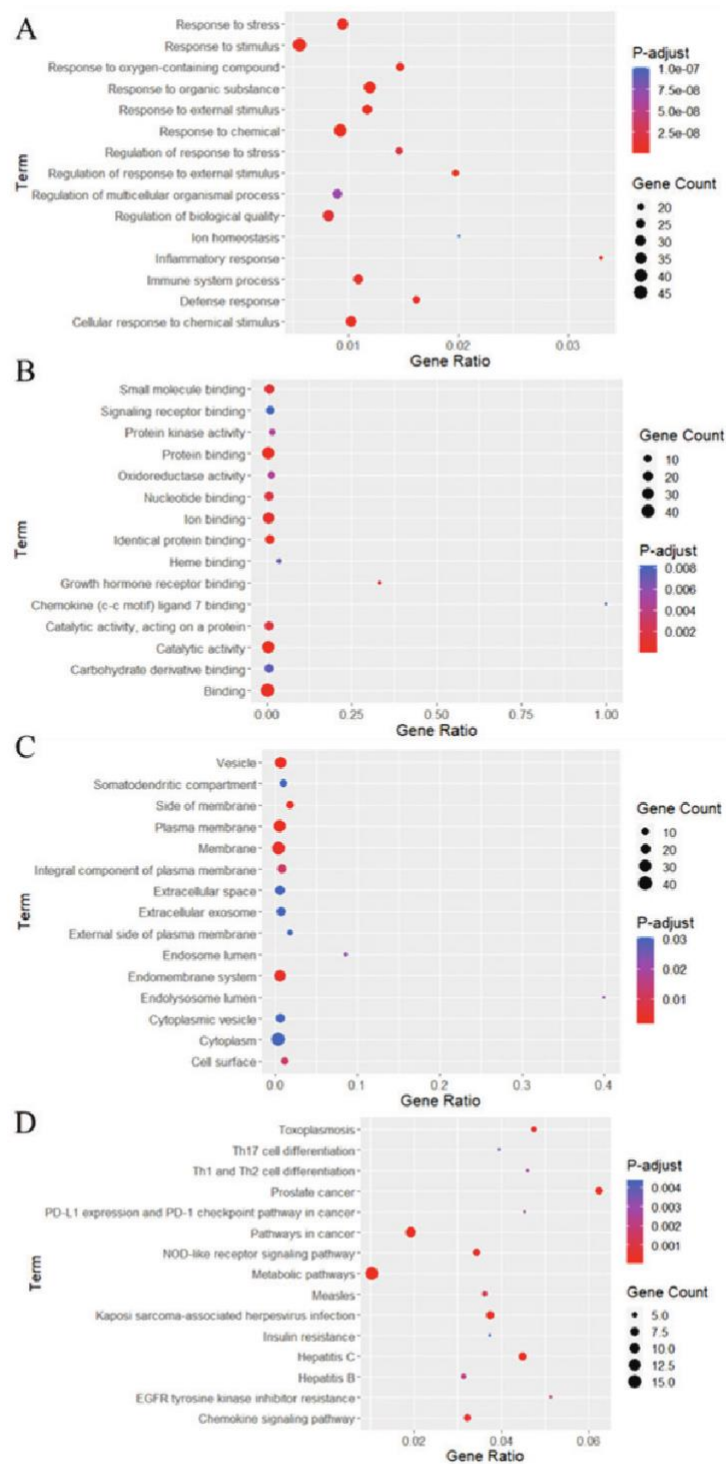 A
Response to stress
Response to stimulus
Response to oxygen-containing compound
Response to organic substance
Response to external stimulus
Response to chemical
Regulation of response to stress
Regulation of response to external stimulus
Regulation of multicellular organismal process
Regulation of biological quality
Ion homeostasis
Inflammatory response
Immune system process
Defense response
Cellular response to chemical stimulus
Term
0.01 0.02 0.03
Gene Ratio
P-adjust
1.0e-07
7.5e-08
5.0e-08
2.5e-08
Gene Count
20
25
30
35
40
45
B
Small molecule binding
Signaling receptor binding
Protein kinase activity
Protein binding
Oxidoreductase activity
Nucleotide binding
Ion binding
Identical protein binding
Heme binding
Growth hormone receptor binding
Chemokine (c-c motif) ligand 7 binding
Catalytic activity, acting on a protein
Catalytic activity
Carbohydrate derivative binding
Binding
Term
0.00 0.25 0.50 0.75 1.00
Gene Ratio
Gene Count
10
20
30
40
P-adjust
0.008
0.006
0.004
0.002
C
Vesicle
Somatodendritic compartment
Side of membrane
Plasma membrane
Membrane
Integral component of plasma membrane
Extracellular space
Extracellular exosome
External side of plasma membrane
Endosome lumen
Endomembrane system
Endolysosome lumen
Cytoplasmic vesicle
Cytoplasm
Cell surface
Term
0.0 0.1 0.2 0.3 0.4
Gene Ratio
Gene Count
10
20
30
40
P-adjust
0.03
0.02
0.01
D
Toxoplasmosis
Th17 cell differentiation
Th1 and Th2 cell differentiation
Prostate cancer
PD-L1 expression and PD-1 checkpoint pathway in cancer
Pathways in cancer
NOD-like receptor signaling pathway
Metabolic pathways
Measles
Kaposi sarcoma-associated herpesvirus infection
Insulin resistance
Hepatitis C
Hepatitis B
EGFR tyrosine kinase inhibitor resistance
Chemokine signaling pathway
Term
0.02 0.04 0.06
Gene Ratio
P-adjust
0.004
0.003
0.002
0.001
Gene Count
5.0
7.5
10.0
12.5
15.0